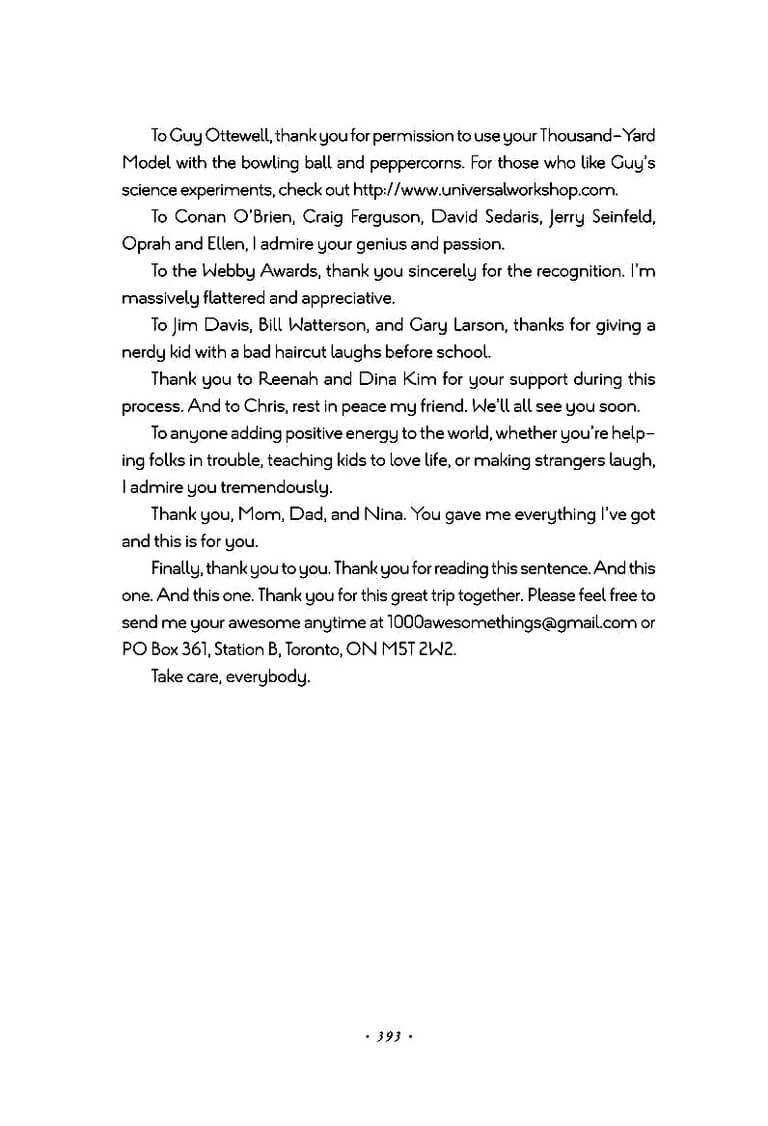 To Guy Ottewell, thank you for permission to use your Thousand-Yard
Model with the bowling ball and peppercorns. For those who like Guy's
science experiments, check out http://www.universalworkshop.com.
To Conan O'Brien, Craig Ferguson, David Sedaris, Jerry Seinfeld,
Oprah and Ellen, I admire your genius and passion.
To the Webby Awards, thank you sincerely for the recognition. I'm
massively flattered and appreciative.
To Jim Davis, Bill Watterson, and Gary Larson, thanks for giving a
nerdy kid with a bad haircut laughs before school.
Thank you to Reenah and Dina Kim for your support during this
process. And to Chris, rest in peace my friend. We'll all see you soon.
To anyone adding positive energy to the world, whether you're help-
ing folks in trouble, teaching kids to love life, or making strangers laugh,
I admire you tremendously.
Thank you, Mom, Dad, and Nina. You gave me everything I've got
and this is for you.
Finally, thank you to you. Thank you for reading this sentence. And this
one. And this one. Thank you for this great trip together. Please feel free to
send me your awesome anytime at 1000awesomethings@gmail.com or
PO Box 361, Station B, Toronto, ON M5T 2W2.
Take care, everybody.
· 393 ·